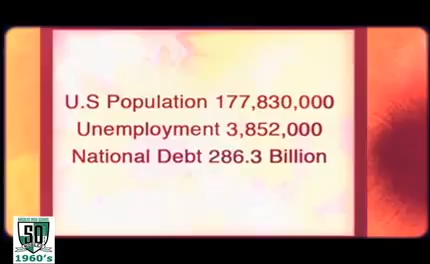 U.S Population 177,830,000
Unemployment 3,852,000
National Debt 286.3 Billion
50
1960's